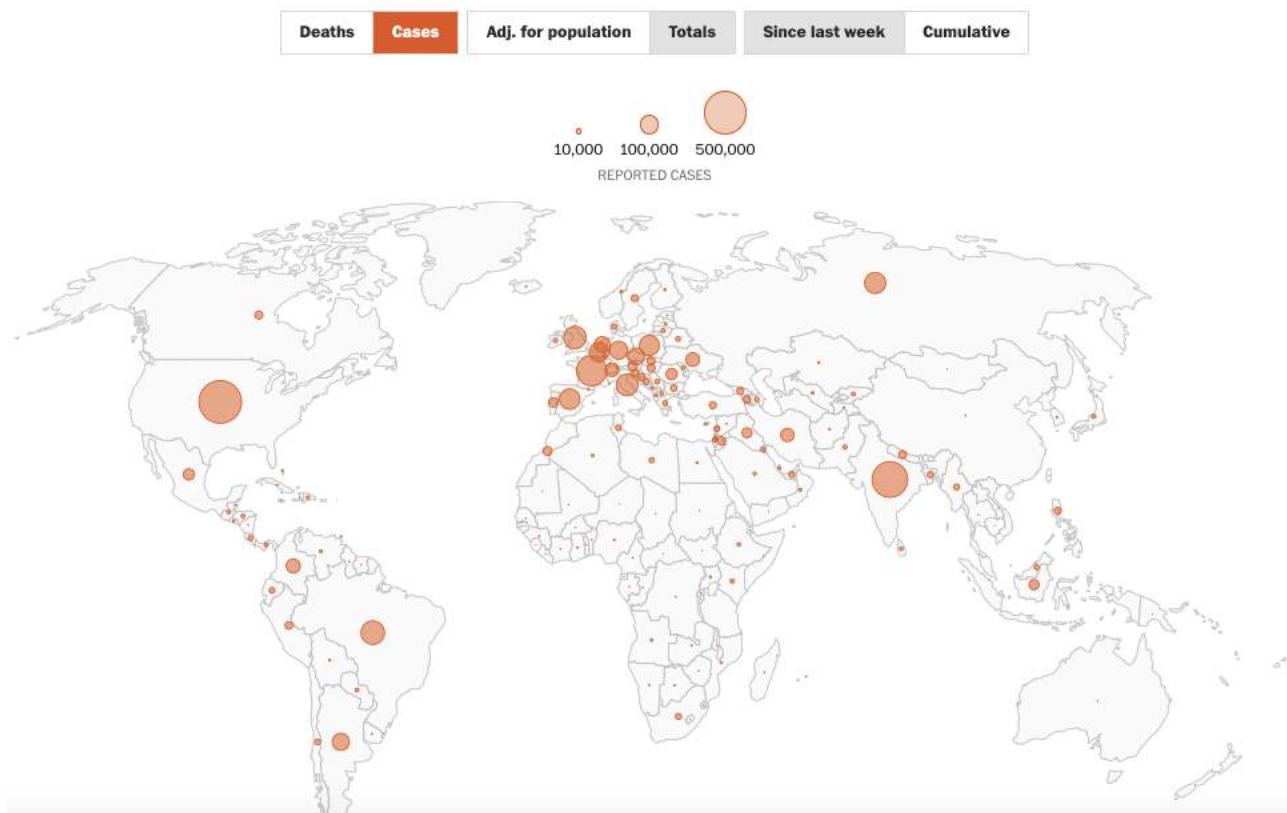 Deaths Cases Adj. for population Totals Since last week Cumulative
10,000 100,000 500,000
REPORTED CASES